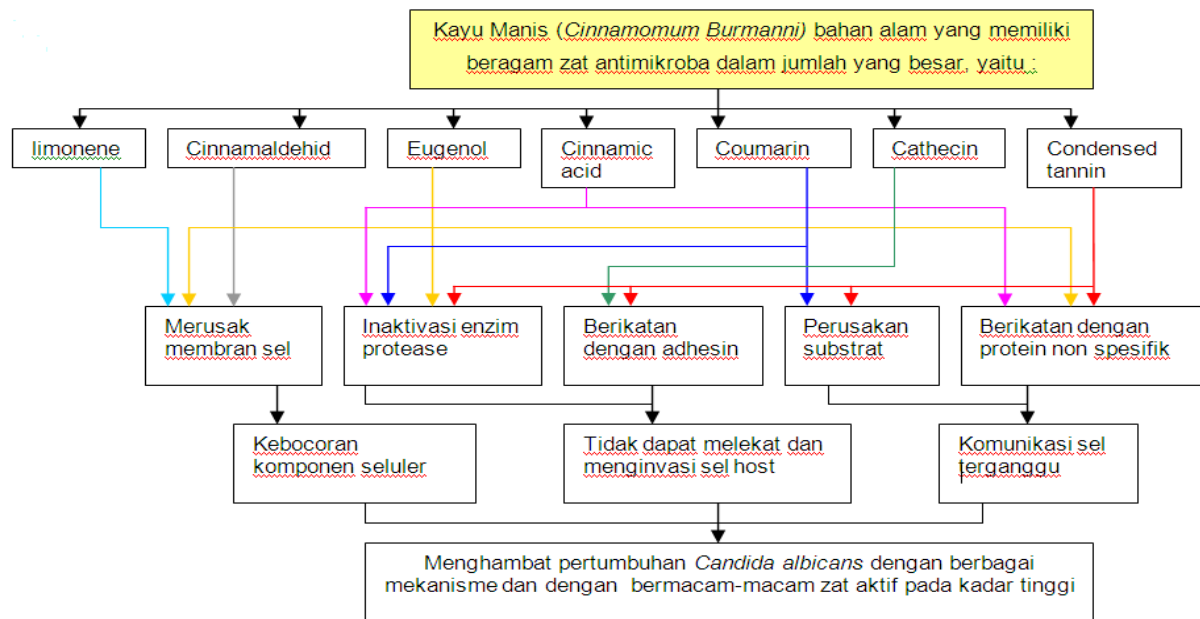 Kayu Manis (Cinnamomum Burmanni) bahan alam yang memiliki
beragam zat antimikroba dalam jumlah yang besar, yaitu :
limonene
Cinnamaldehid
Eugenol
Cinnamic
acid
Coumarin
Cathecin
Condensed
tannin
Merusak
membran sel
Inaktivasi enzim
protease
Berikatan
dengan adhesin
Perusakan
substrat
Berikatan dengan
protein non spesifik
Kebocoran
komponen seluler
Tidak dapat melekat dan
menginvasi sel host
Komunikasi sel
terganggu
Menghambat pertumbuhan Candida albicans dengan berbagai
mekanisme dan dengan bermacam-macam zat aktif pada kadar tinggi